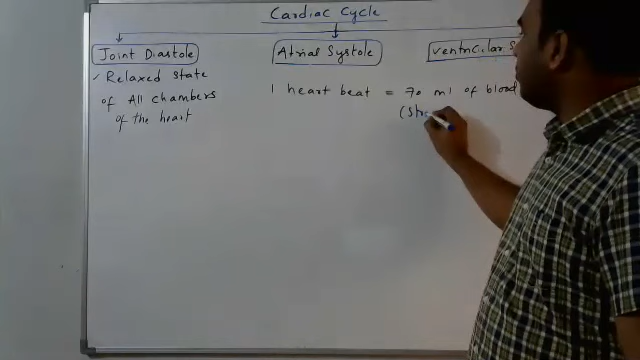 Cardiac Cycle
Joint Diastole
Atrial Systole
ventricular S
✓ Relaxed state
of All chambers
of the heart
1 heart beat = 70 ml of blood